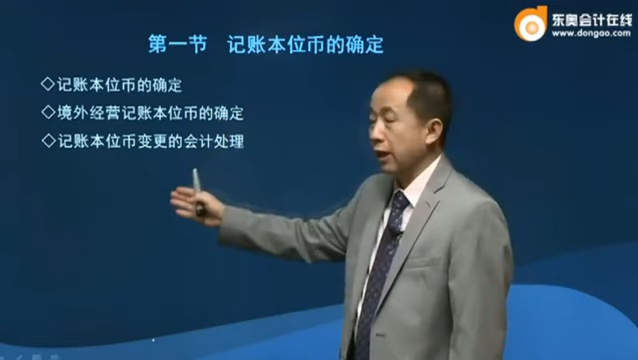 东奥会计在线
www.dongao.com
第一节 记账本位币的确定
◇记账本位币的确定
◇境外经营记账本位币的确定
◇记账本位币变更的会计处理